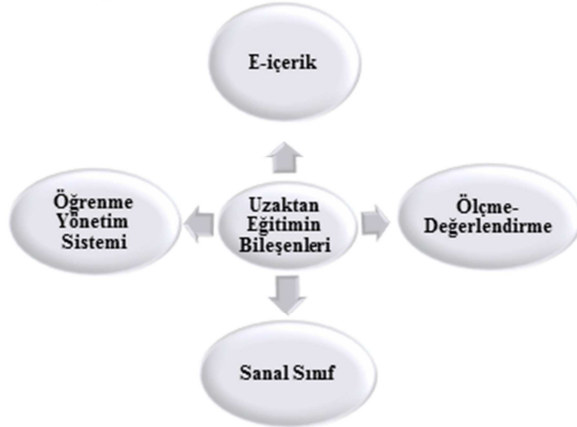 E-içerik
Öğrenme
Yönetim
Sistemi
Uzaktan
Eğitimin
Bileşenleri
Ölçme-
Değerlendirme
Sanal Sınıf